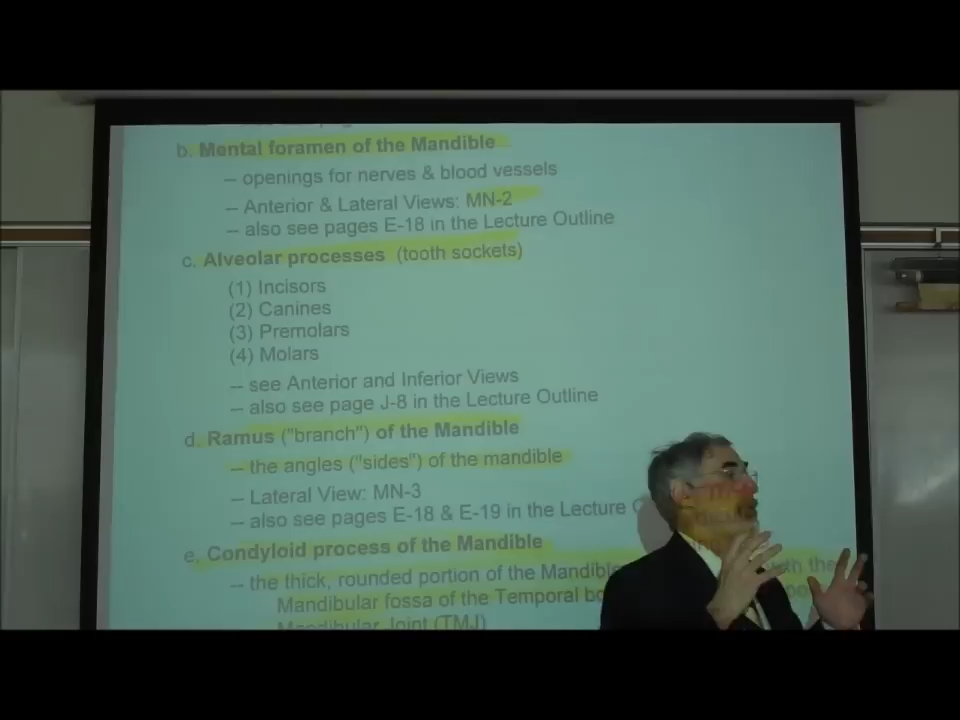 b. Mental foramen of the Mandible
-- openings for nerves & blood vessels
-- Anterior & Lateral Views: MN-2
-- also see pages E-18 in the Lecture Outline
c. Alveolar processes (tooth sockets)
(1) Incisors
(2) Canines
(3) Premolars
(4) Molars
-- see Anterior and Inferior Views
-- also see page J-8 in the Lecture Outline
d. Ramus ("branch") of the Mandible
-- the angles ("sides") of the mandible
-- Lateral View: MN-3
-- also see pages E-18 & E-19 in the Lecture
e. Condyloid process of the Mandible
-- the thick, rounded portion of the Mandible the
Mandibular fossa of the Temporal
Mandibular Joint (TMJ)